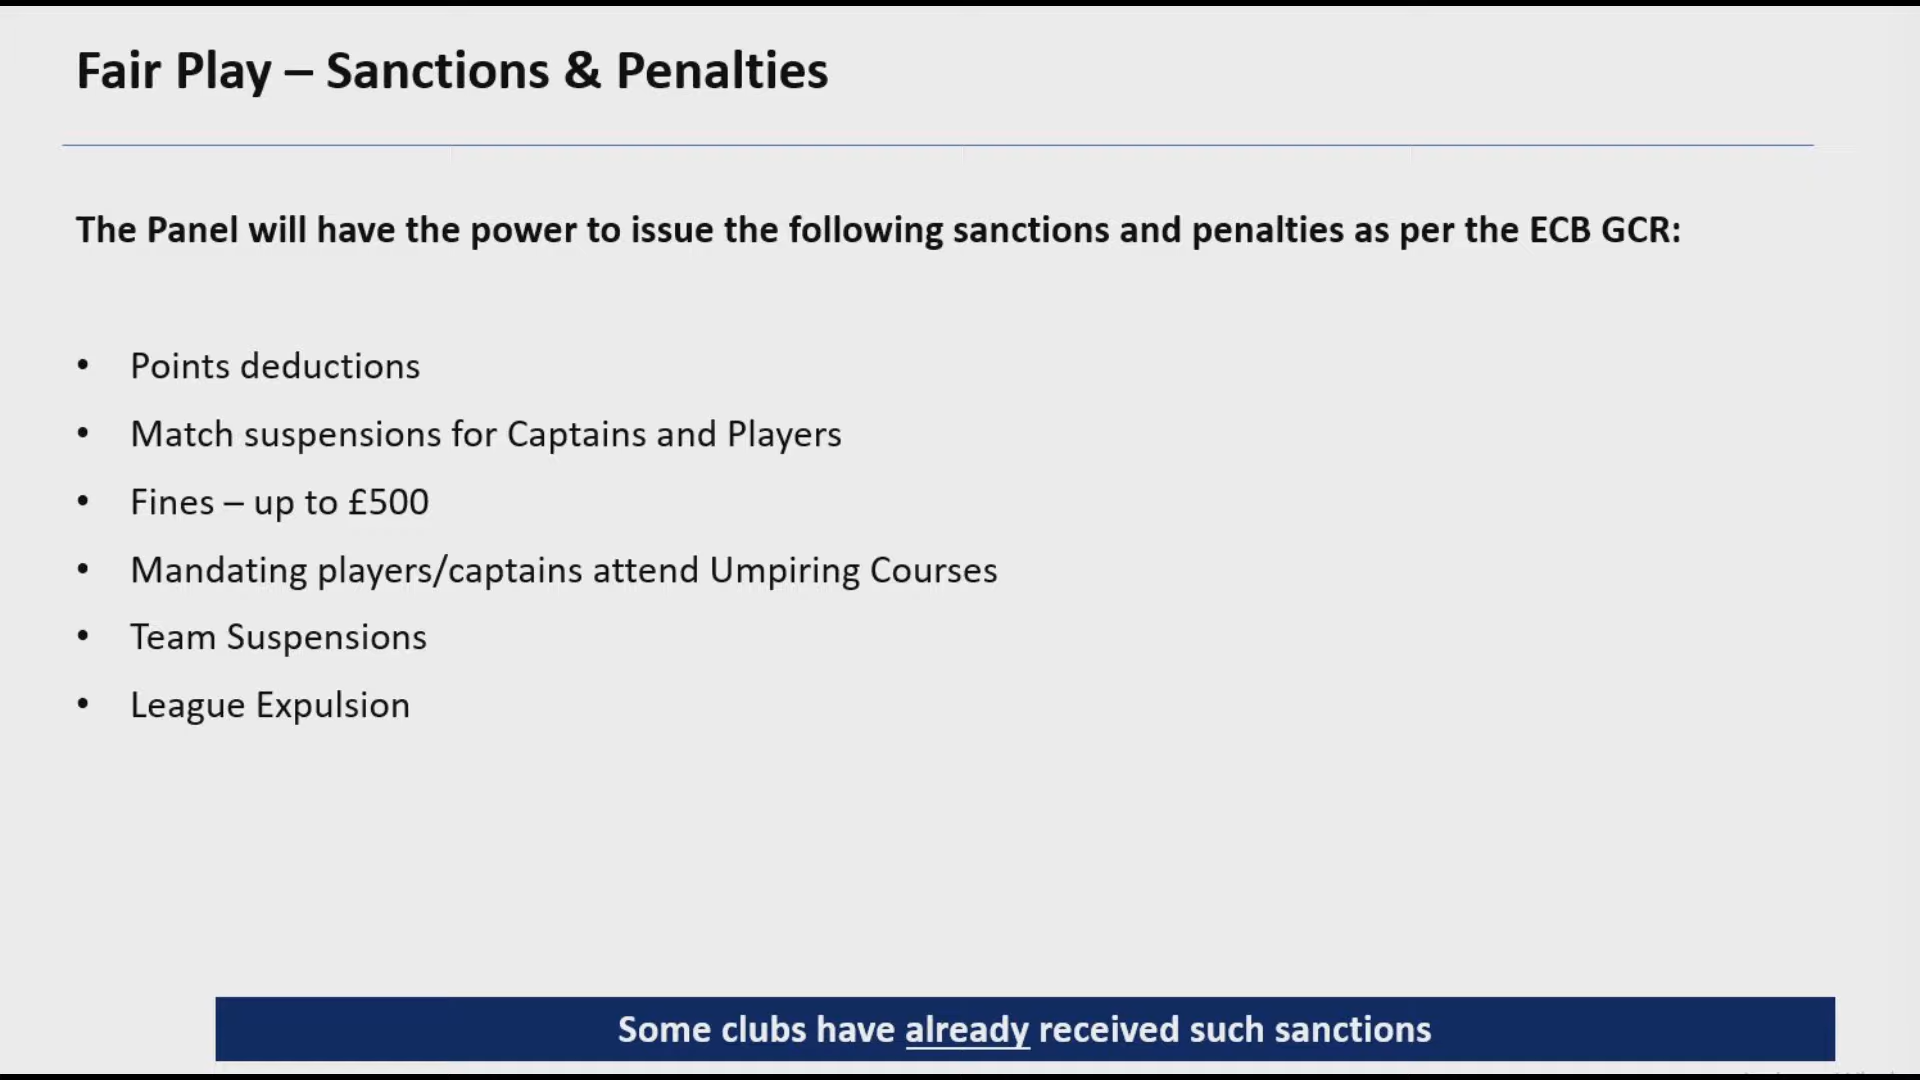 Fair Play – Sanctions & Penalties
The Panel will have the power to issue the following sanctions and penalties as per the ECB GCR:
• Points deductions
• Match suspensions for Captains and Players
• Fines – up to £500
• Mandating players/captains attend Umpiring Courses
• Team Suspensions
• League Expulsion
Some clubs have already received such sanctions